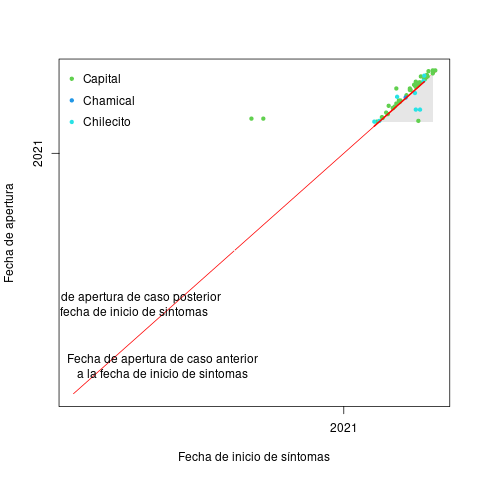 Capital
Chamical
Chilecito
2021
Fecha de apertura
de apertura de caso posterior
fecha de inicio de sintomas
Fecha de apertura de caso anterior
a la fecha de inicio de sintomas
2021
Fecha de inicio de síntomas